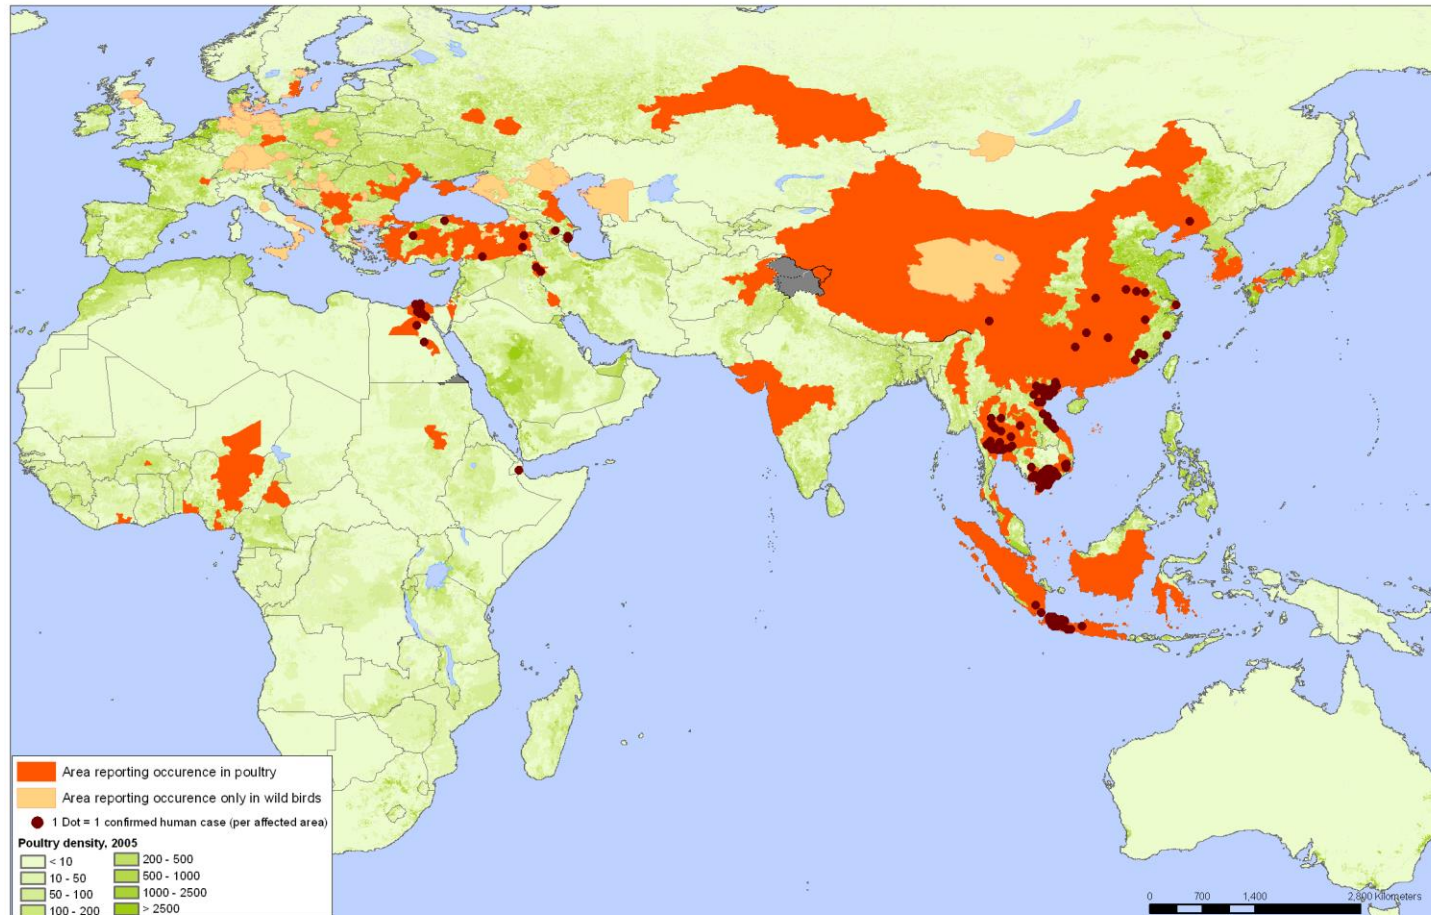 Area reporting occurence in poultry
Area reporting occurence only in wild birds
1 Dot = 1 confirmed human case (per affected area)
Poultry density, 2005
< 10
10 - 50
50 - 100
100 - 200
200 - 500
500 - 1000
1000 - 2500
> 2500
0 700 1,400 2,800 Kilometers